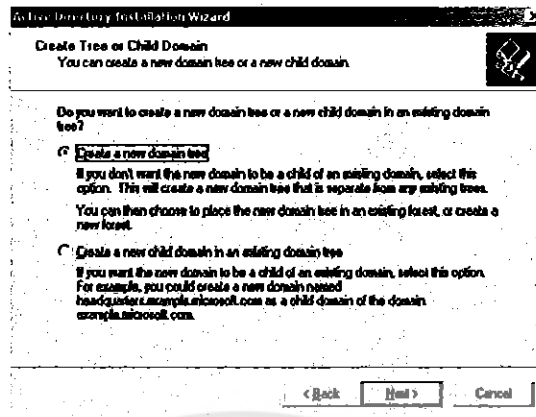 Active Directory Installation Wizard
Create Tree or Child Domain
You can create a new domain tree or a new child domain.
Do you want to create a new domain tree or a new child domain in an existing domain
tree?
Create a new domain tree
If you don't want the new domain to be a child of an existing domain, select this
option. This will create a new domain tree that is separate from any existing trees.
You can then choose to place the new domain tree in an existing forest, or create a
new forest.
Create a new child domain in an existing domain tree
If you want the new domain to be a child of an existing domain, select this option.
For example, you could create a new domain named
headquarters.example.microsoft.com as a child domain of the domain
example.microsoft.com.
< Back
Next >
Cancel